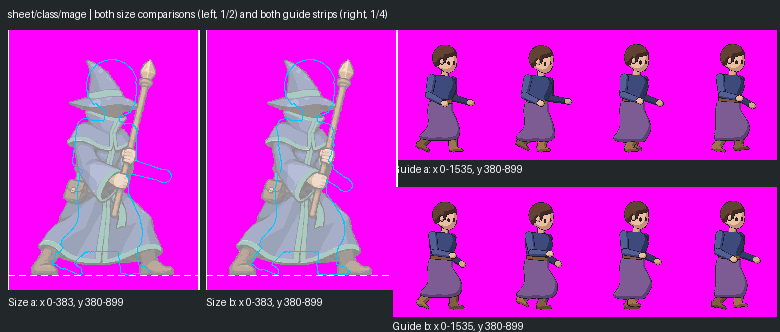 sheet/class/mage | both size comparisons (left, 1/2) and both guide strips (right, 1/4)
Guide a: x 0-1535, y 380-899
Size a: x 0-383, y 380-899
Size b: x 0-383, y 380-899
Guide b: x 0-1535, y 380-899